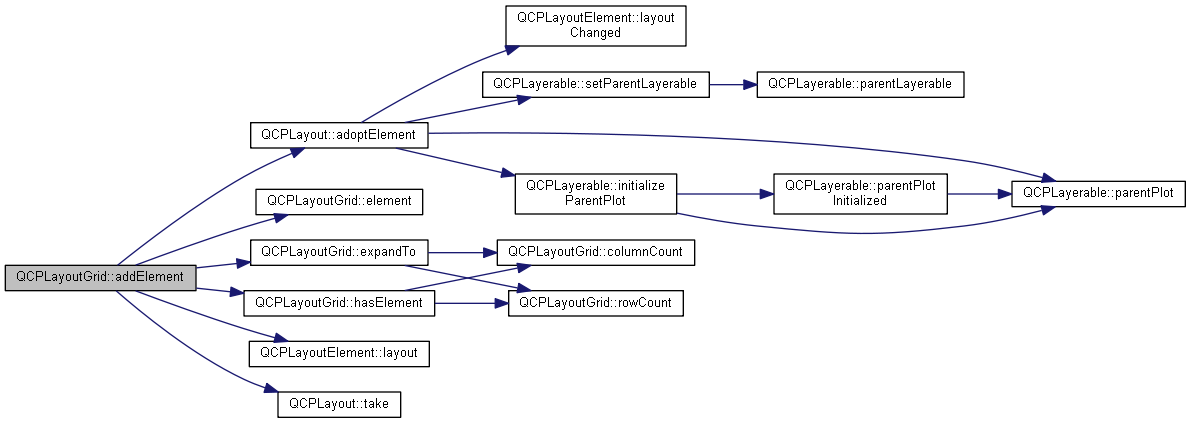 QCPLayoutElement::layout
Changed
QCPLayerable::setParentLayerable
QCPLayerable::parentLayerable
QCPLayout::adoptElement
QCPLayerable::initialize
ParentPlot
QCPLayerable::parentPlot
Initialized
QCPLayerable::parentPlot
QCPLayoutGrid::element
QCPLayoutGrid::expandTo
QCPLayoutGrid::columnCount
QCPLayoutGrid::addElement
QCPLayoutGrid::hasElement
QCPLayoutGrid::rowCount
QCPLayoutElement::layout
QCPLayout::take